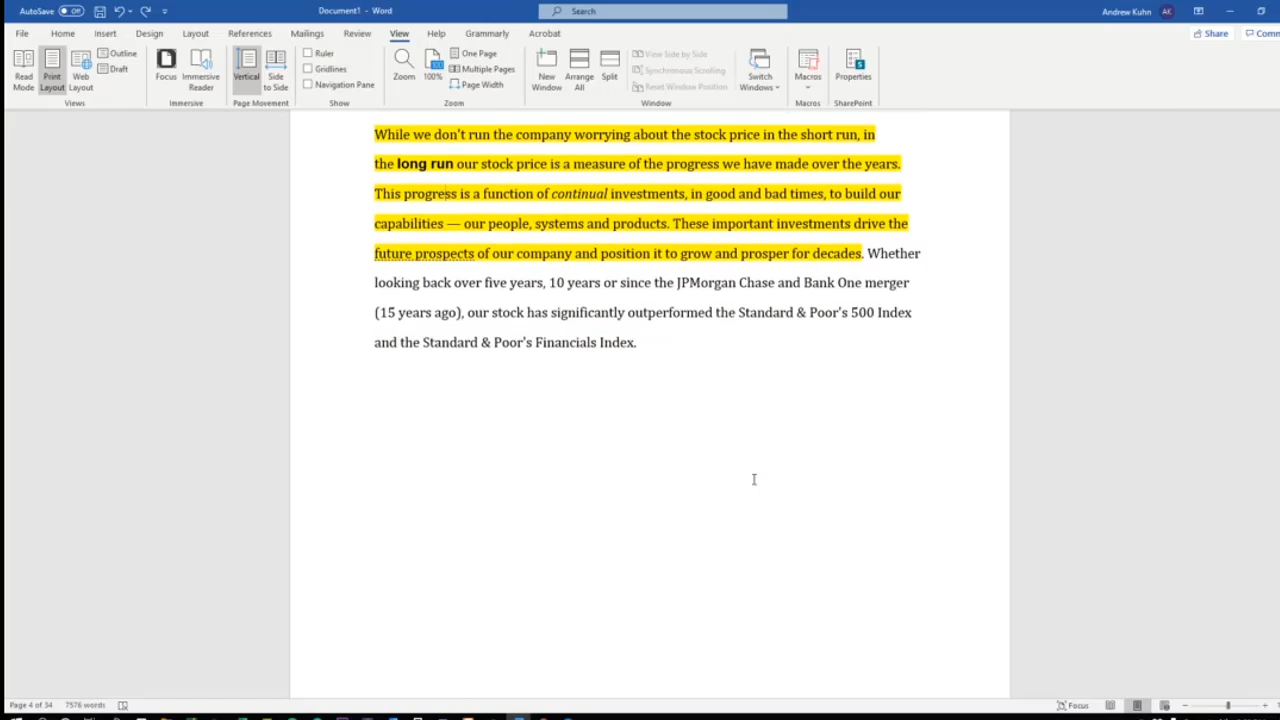 AutoSave Off Document1 - Word Search Andrew Kuhn AK
File Home Insert Design Layout References Mailings Review View Help Grammarly Acrobat Share Comm
Read Mode Print Layout Web Layout Outline Draft Focus Immersive Reader Vertical Side to Side Ruler Gridlines Navigation Pane Zoom 100% One Page Multiple Pages Page Width New Window Arrange All Split View Side by Side Synchronous Scrolling Reset Window Position Switch Windows Macros Properties
Views Immersive Page Movement Show Zoom Window Macros SharePoint
While we don't run the company worrying about the stock price in the short run, in
the long run our stock price is a measure of the progress we have made over the years.
This progress is a function of continual investments, in good and bad times, to build our
capabilities — our people, systems and products. These important investments drive the
future prospects of our company and position it to grow and prosper for decades. Whether
looking back over five years, 10 years or since the JPMorgan Chase and Bank One merger
(15 years ago), our stock has significantly outperformed the Standard & Poor's 500 Index
and the Standard & Poor's Financials Index.
Page 4 of 34 7576 words Focus